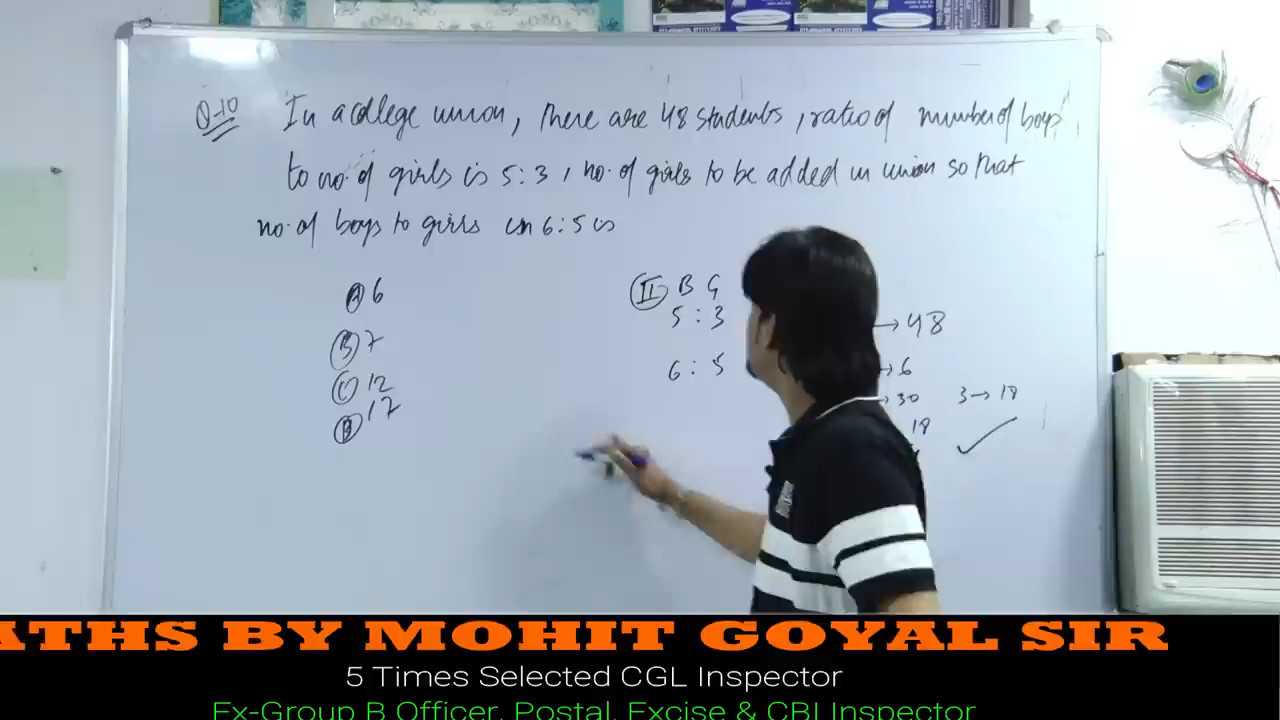 Q-10 In a college union, there are 48 students, ratio of number of boys
to no. of girls is 5:3, no. of girls to be added in union so that
no. of boys to girls is 6:5 is
A 6
B 7
C 12
D 17
II B G
5 : 3
→ 48
6 : 5
→ 6
→ 30 3 → 18
18
ATHS BY MOHIT GOYAL SIR
5 Times Selected CGL Inspector
Ex-Group B Officer, Postal, Excise & CBI Inspector